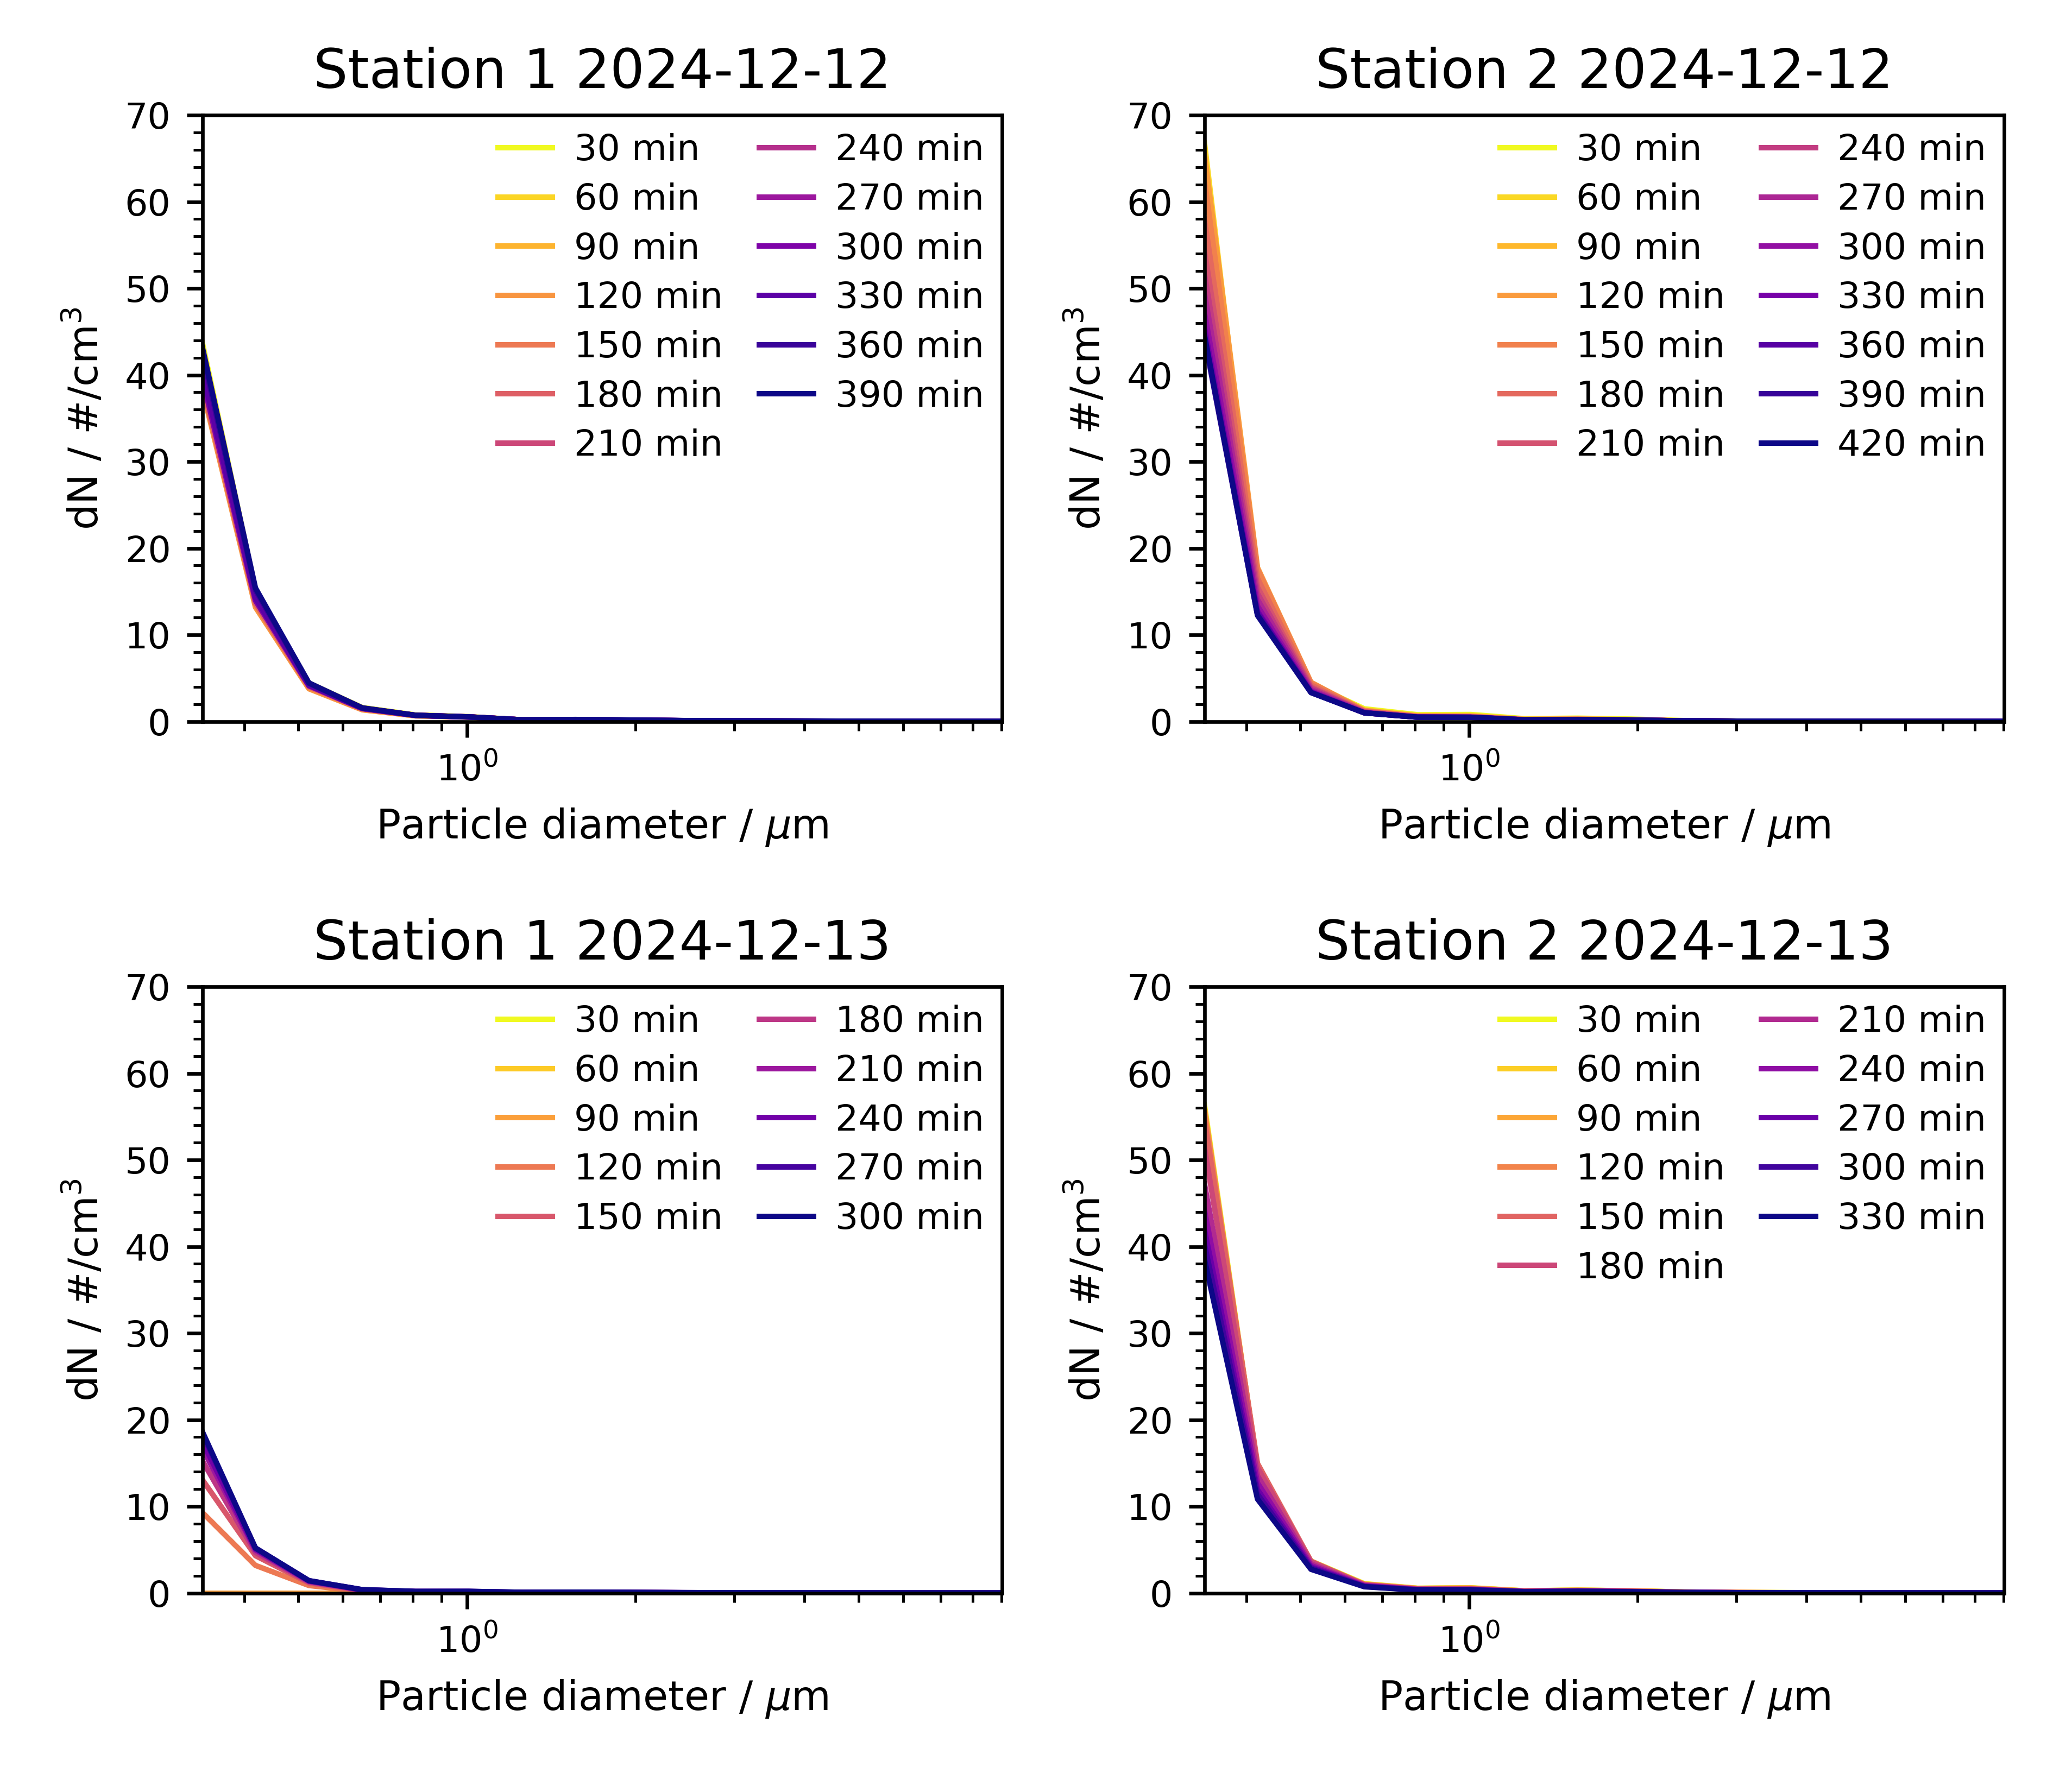 Station 1 2024-12-12
70
60
50
40
30
20
10
0
dN / #/cm³
30 min
60 min
90 min
120 min
150 min
180 min
210 min
240 min
270 min
300 min
330 min
360 min
390 min
10⁰
Particle diameter / μm
Station 2 2024-12-12
70
60
50
40
30
20
10
0
dN / #/cm³
30 min
60 min
90 min
120 min
150 min
180 min
210 min
240 min
270 min
300 min
330 min
360 min
390 min
420 min
10⁰
Particle diameter / μm
Station 1 2024-12-13
70
60
50
40
30
20
10
0
dN / #/cm³
30 min
60 min
90 min
120 min
150 min
180 min
210 min
240 min
270 min
300 min
10⁰
Particle diameter / μm
Station 2 2024-12-13
70
60
50
40
30
20
10
0
dN / #/cm³
30 min
60 min
90 min
120 min
150 min
180 min
210 min
240 min
270 min
300 min
330 min
10⁰
Particle diameter / μm